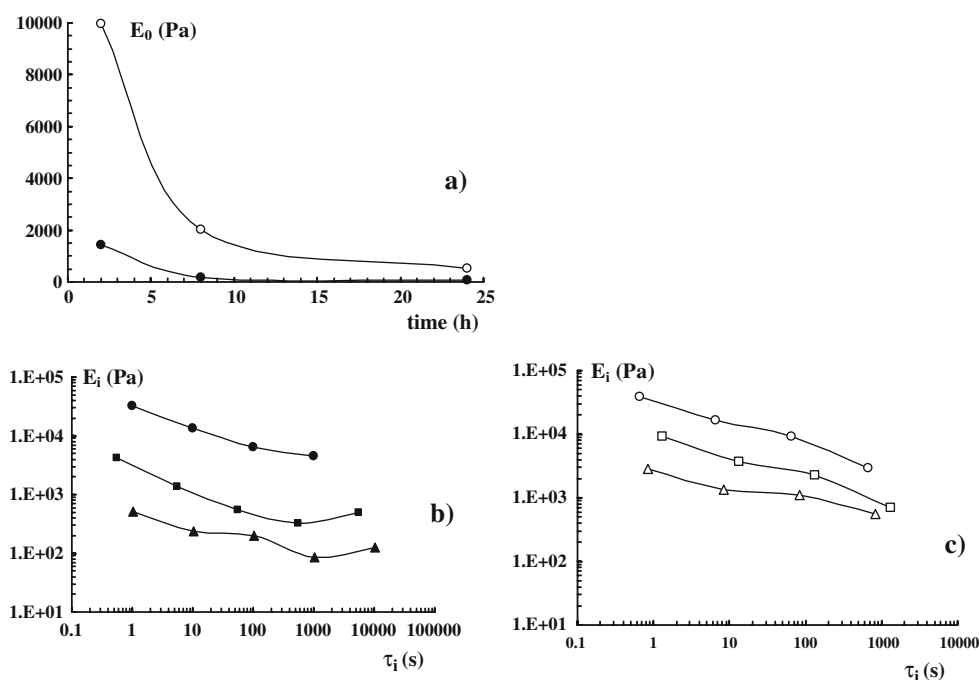 10000
E₀ (Pa)
8000
6000
4000
2000
0
a)
0 5 10 15 20 25
time (h)
1.E+05
E_i (Pa)
1.E+04
1.E+03
1.E+02
1.E+01
b)
0.1 1 10 100 1000 10000 100000
τ_i (s)
1.E+05
E_i (Pa)
1.E+04
1.E+03
1.E+02
1.E+01
c)
0.1 1 10 100 1000 10000
τ_i (s)